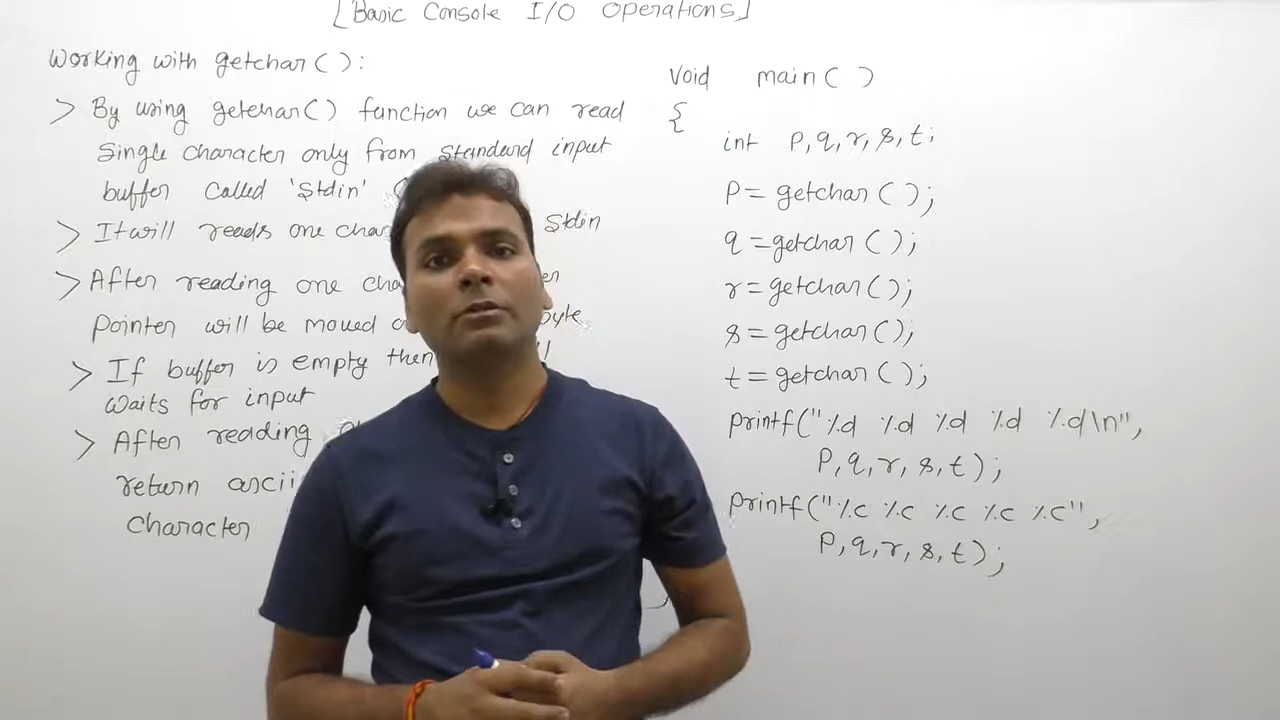 [Basic Console I/O Operations]
Working with getchar( ) :
> By using getchar( ) function we can read
Single character only from standard input
buffer called 'Stdin'
> It will reads one Stdin
> After reading one
pointer will be moved byte
> If buffer is empty then
waits for input
> After reading
return ascii
character
void main( )
{
int p,q,r,s,t;
p = getchar( );
q = getchar( );
r = getchar( );
s = getchar( );
t = getchar( );
printf("%d %d %d %d %d\n",
p,q,r,s,t);
printf("%c %c %c %c %c",
p,q,r,s,t);